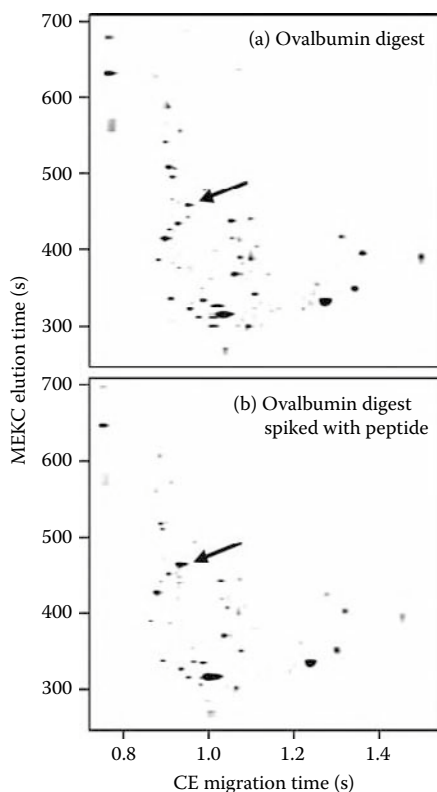 700
(a) Ovalbumin digest
600
500
400
300
MEKC elution time (s)
700
(b) Ovalbumin digest
spiked with peptide
600
500
400
300
0.8 1.0 1.2 1.4
CE migration time (s)